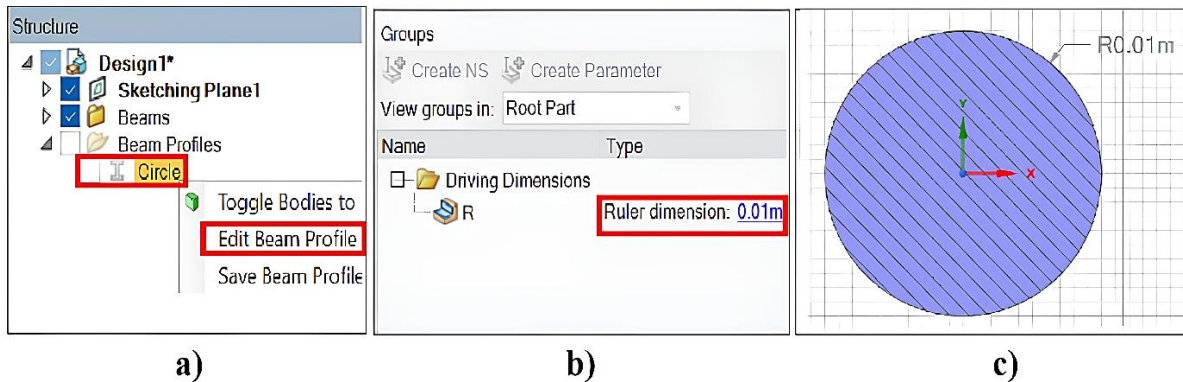 Structure
Design1*
Sketching Plane1
Beams
Beam Profiles
Circle
Toggle Bodies to
Edit Beam Profile
Save Beam Profile
a)
Groups
Create NS Create Parameter
View groups in: Root Part
Name Type
Driving Dimensions
R Ruler dimension: 0.01m
b)
R0.01m
Y
X
c)